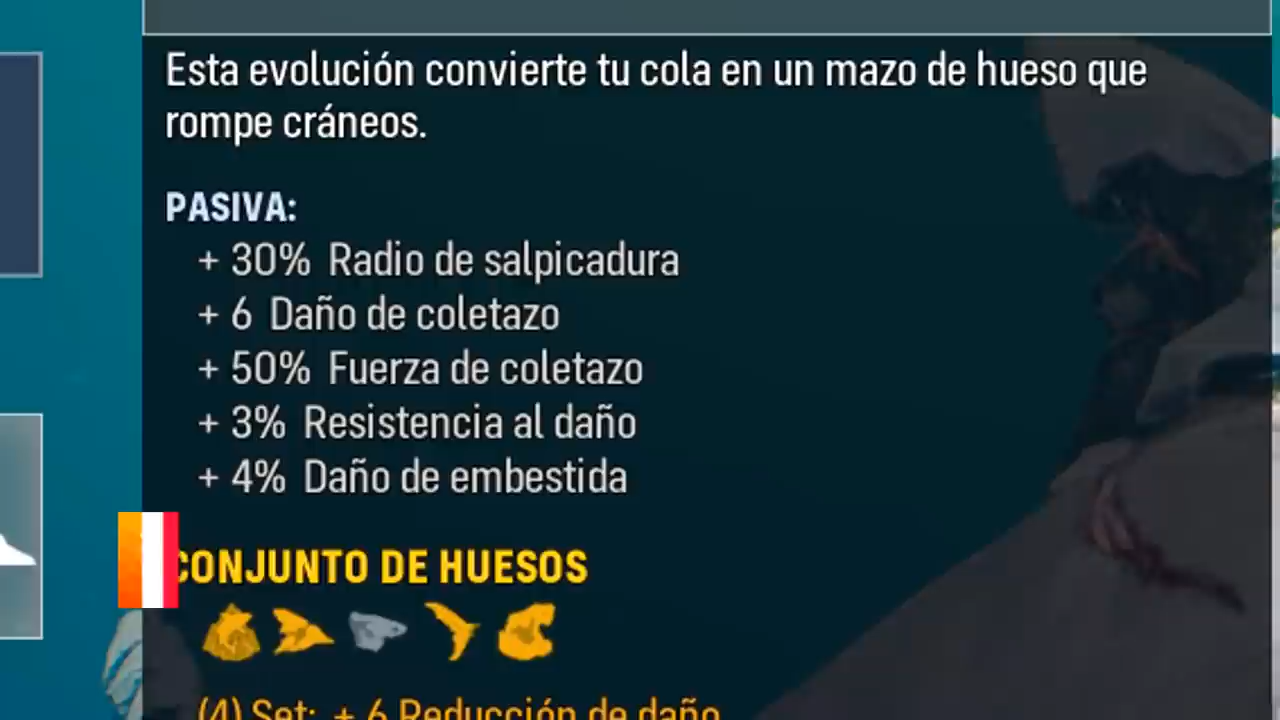 Esta evolución convierte tu cola en un mazo de hueso que
rompe cráneos.
PASIVA:
+ 30% Radio de salpicadura
+ 6 Daño de coletazo
+ 50% Fuerza de coletazo
+ 3% Resistencia al daño
+ 4% Daño de embestida
CONJUNTO DE HUESOS
(4) Set: + 6 Reducción de daño